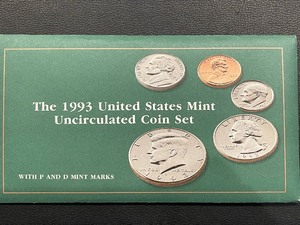 The 1993 United States Mint
Uncirculated Coin Set
WITH P AND D MINT MARKS